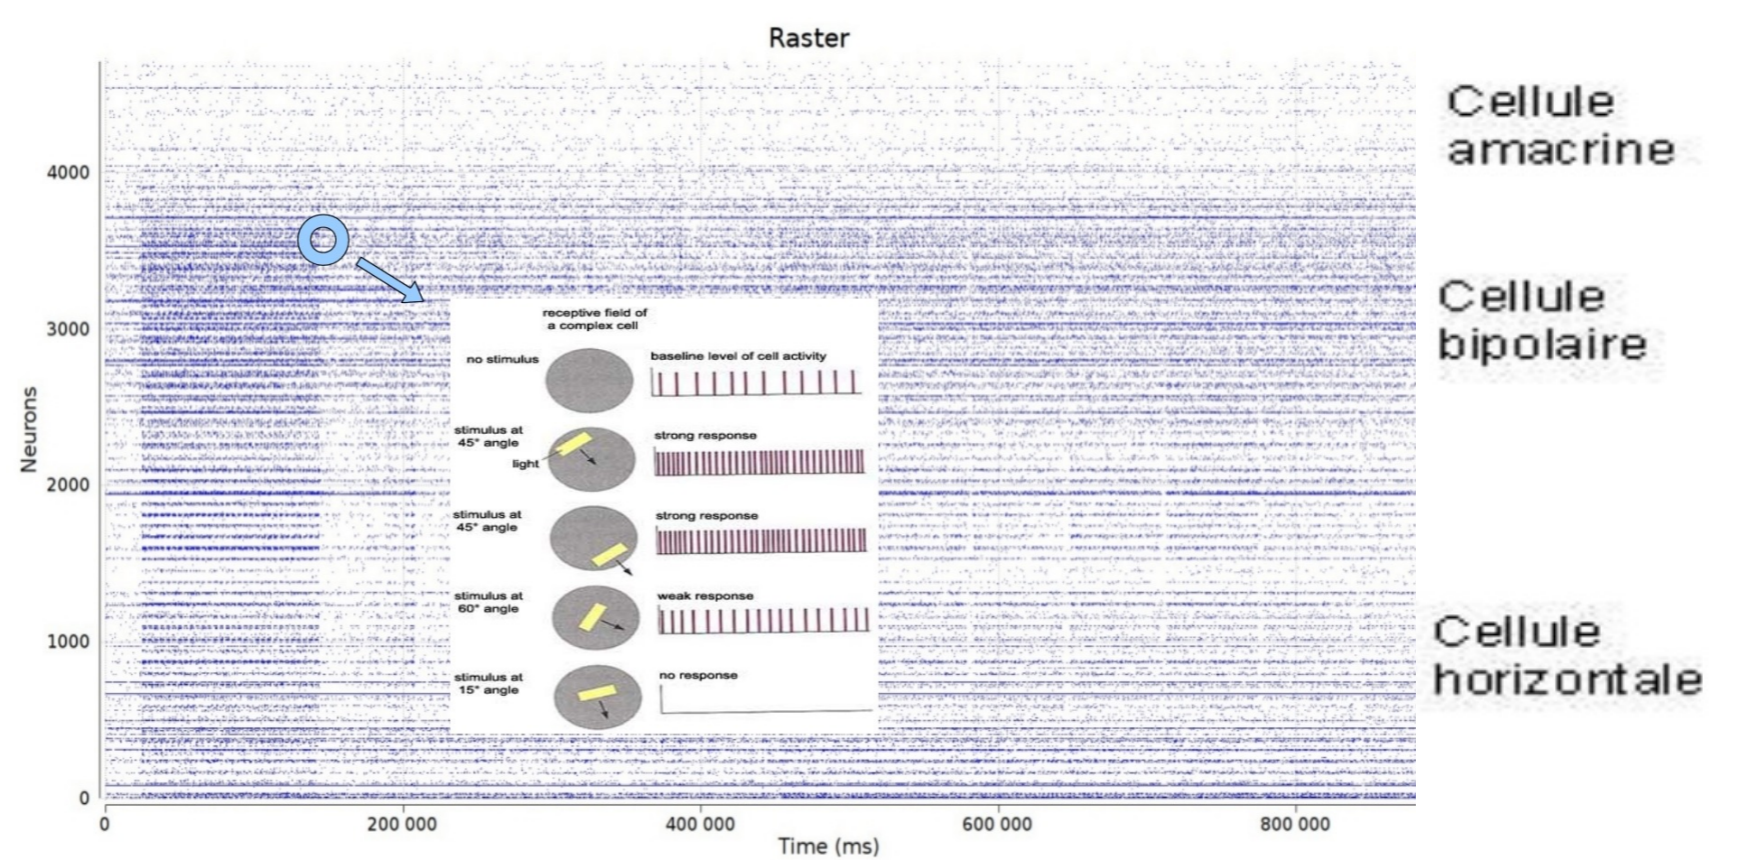 Raster
Cellule
amacrine
4000
Cellule
bipolaire
3000
receptive field of
a complex cell
no stimulus
baseline level of cell activity
stimulus at
45° angle
light
strong response
Neurons
2000
stimulus at
45° angle
strong response
stimulus at
60° angle
weak response
1000
Cellule
horizontale
stimulus at
15° angle
no response
0
0
200 000
400 000
600 000
800 000
Time (ms)